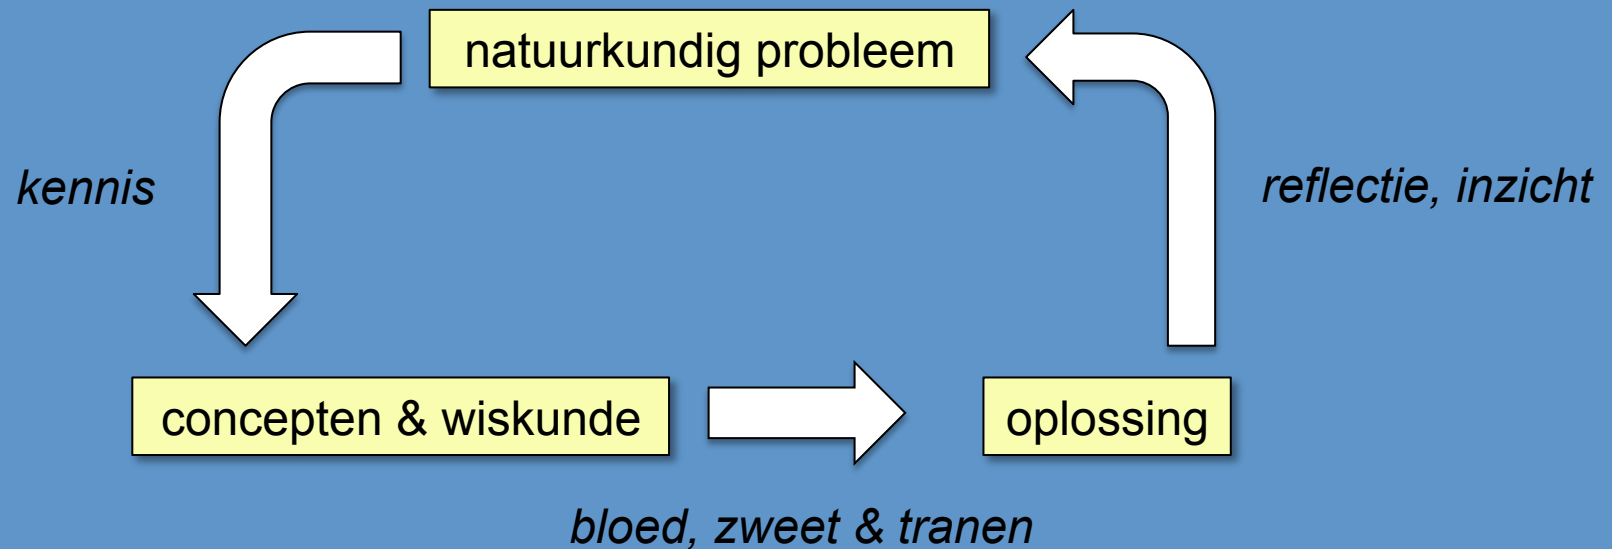 natuurkundig probleem
kennis
reflectie, inzicht
concepten & wiskunde
oplossing
bloed, zweet & tranen